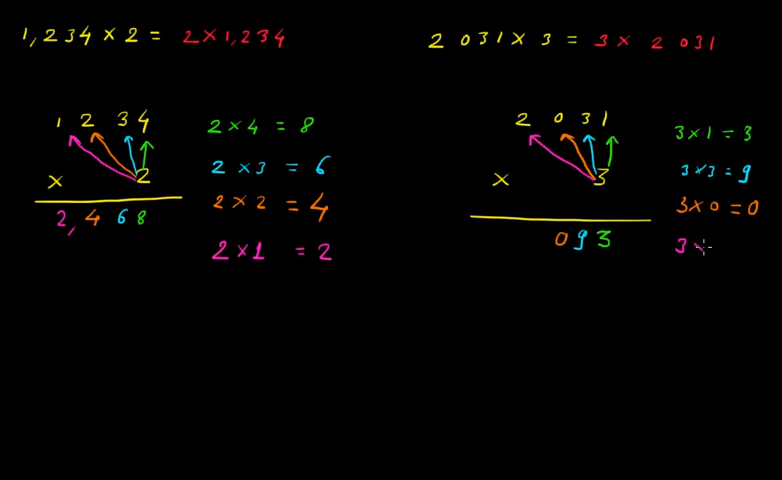 1,234 × 2 = 2 × 1,234
1 2 3 4
× 2
2,4 6 8
2 × 4 = 8
2 × 3 = 6
2 × 2 = 4
2 × 1 = 2
2 031 × 3 = 3 × 2 031
2 0 3 1
× 3
0 9 3
3 × 1 = 3
3 × 3 = 9
3 × 0 = 0
3 ×